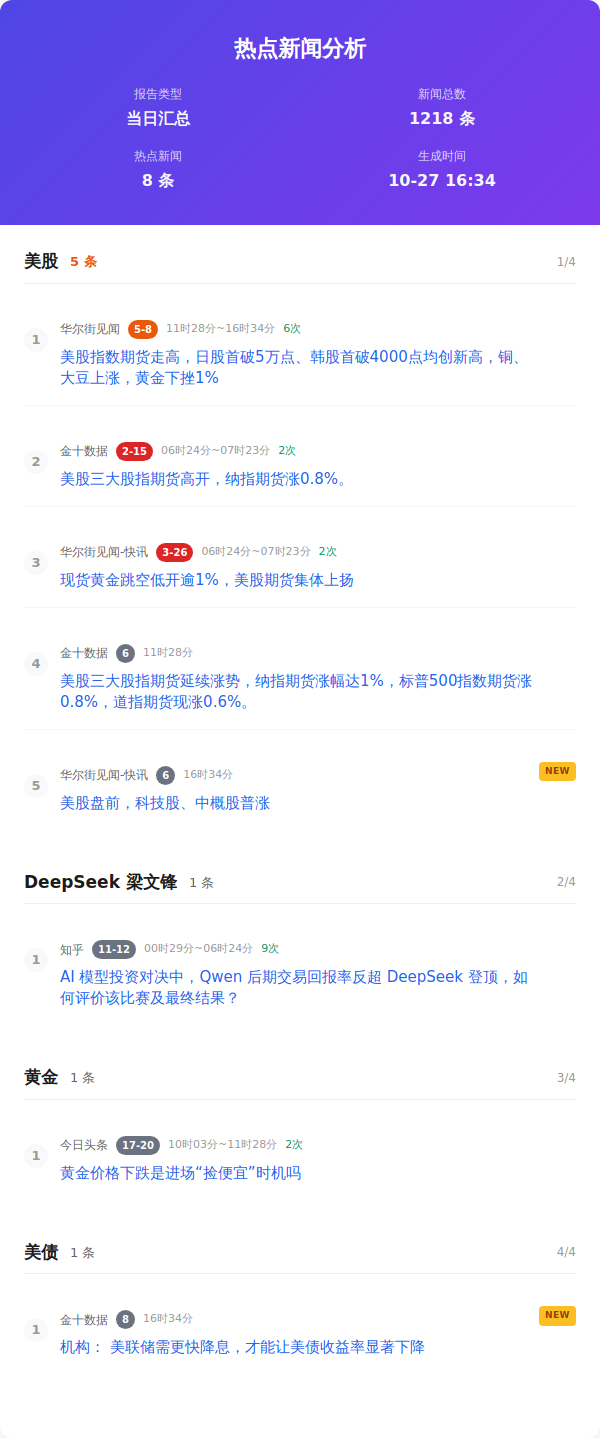 热点新闻分析
报告类型
当日汇总
新闻总数
1218 条
热点新闻
8 条
生成时间
10-27 16:34
美股 5 条 1/4
1
华尔街见闻 5-8 11时28分~16时34分 6次
美股指数期货走高，日股首破5万点、韩股首破4000点均创新高，铜、
大豆上涨，黄金下挫1%
2
金十数据 2-15 06时24分~07时23分 2次
美股三大股指期货高开，纳指期货涨0.8%。
3
华尔街见闻-快讯 3-26 06时24分~07时23分 2次
现货黄金跳空低开逾1%，美股期货集体上扬
4
金十数据 6 11时28分
美股三大股指期货延续涨势，纳指期货涨幅达1%，标普500指数期货涨
0.8%，道指期货现涨0.6%。
5
华尔街见闻-快讯 6 16时34分 NEW
美股盘前，科技股、中概股普涨
DeepSeek 梁文锋 1 条 2/4
1
知乎 11-12 00时29分~06时24分 9次
AI 模型投资对决中，Qwen 后期交易回报率反超 DeepSeek 登顶，如
何评价该比赛及最终结果？
黄金 1 条 3/4
1
今日头条 17-20 10时03分~11时28分 2次
黄金价格下跌是进场“捡便宜”时机吗
美债 1 条 4/4
1
金十数据 8 16时34分 NEW
机构： 美联储需更快降息，才能让美债收益率显著下降